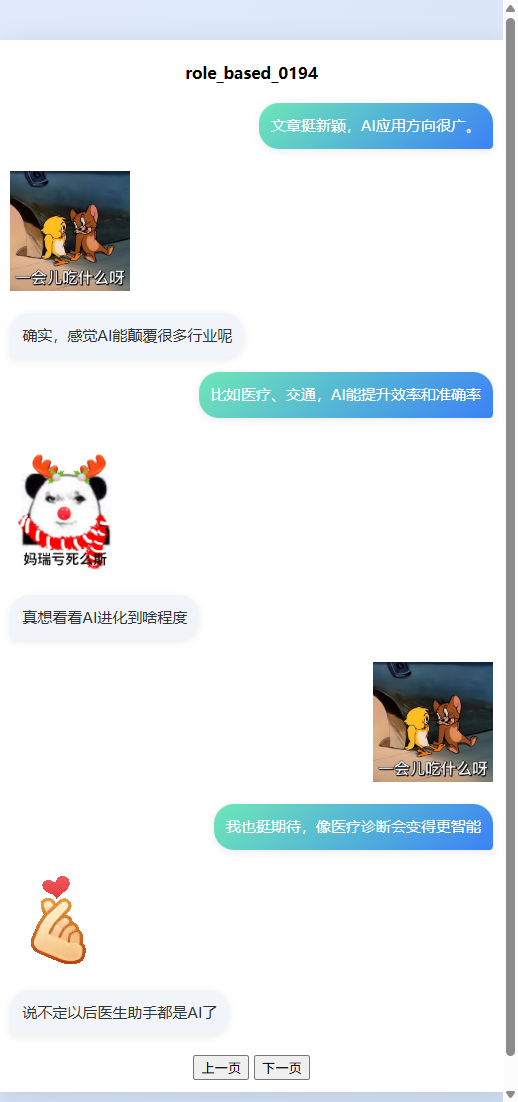 role_based_0194
文章挺新颖，AI应用方向很广。
一会儿吃什么呀
确实，感觉AI能颠覆很多行业呢
比如医疗、交通，AI能提升效率和准确率
妈瑞亏死么斯
真想看看AI进化到啥程度
一会儿吃什么呀
我也挺期待，像医疗诊断会变得更智能
说不定以后医生助手都是AI了
上一页 下一页